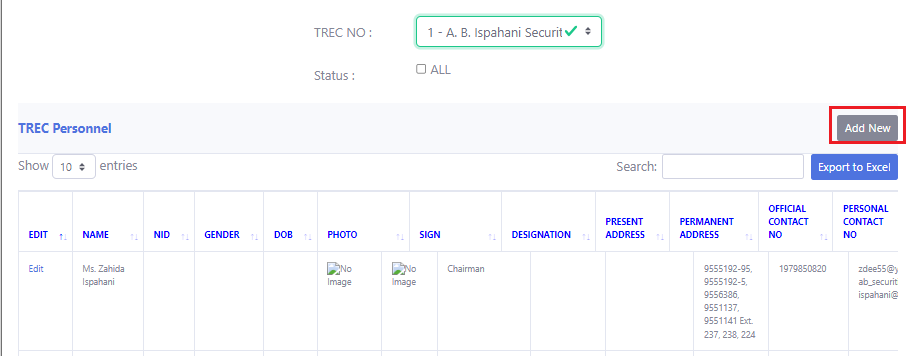 TREC NO :
1 - A. B. Ispahani Securit
Status :
ALL
TREC Personnel
Add New
Show 10 entries
Search:
Export to Excel
EDIT
NAME
NID
GENDER
DOB
PHOTO
SIGN
DESIGNATION
PRESENT
ADDRESS
PERMANENT
ADDRESS
OFFICIAL
CONTACT
NO
PERSONAL
CONTACT
NO
Edit
Ms. Zahida
Ispahani
No
Image
No
Image
Chairman
9555192-95,
9555192-5,
9556386,
9551137,
9551141 Ext.
237, 238, 224
1979850820
zdee55@y
ab_securit
ispahani@